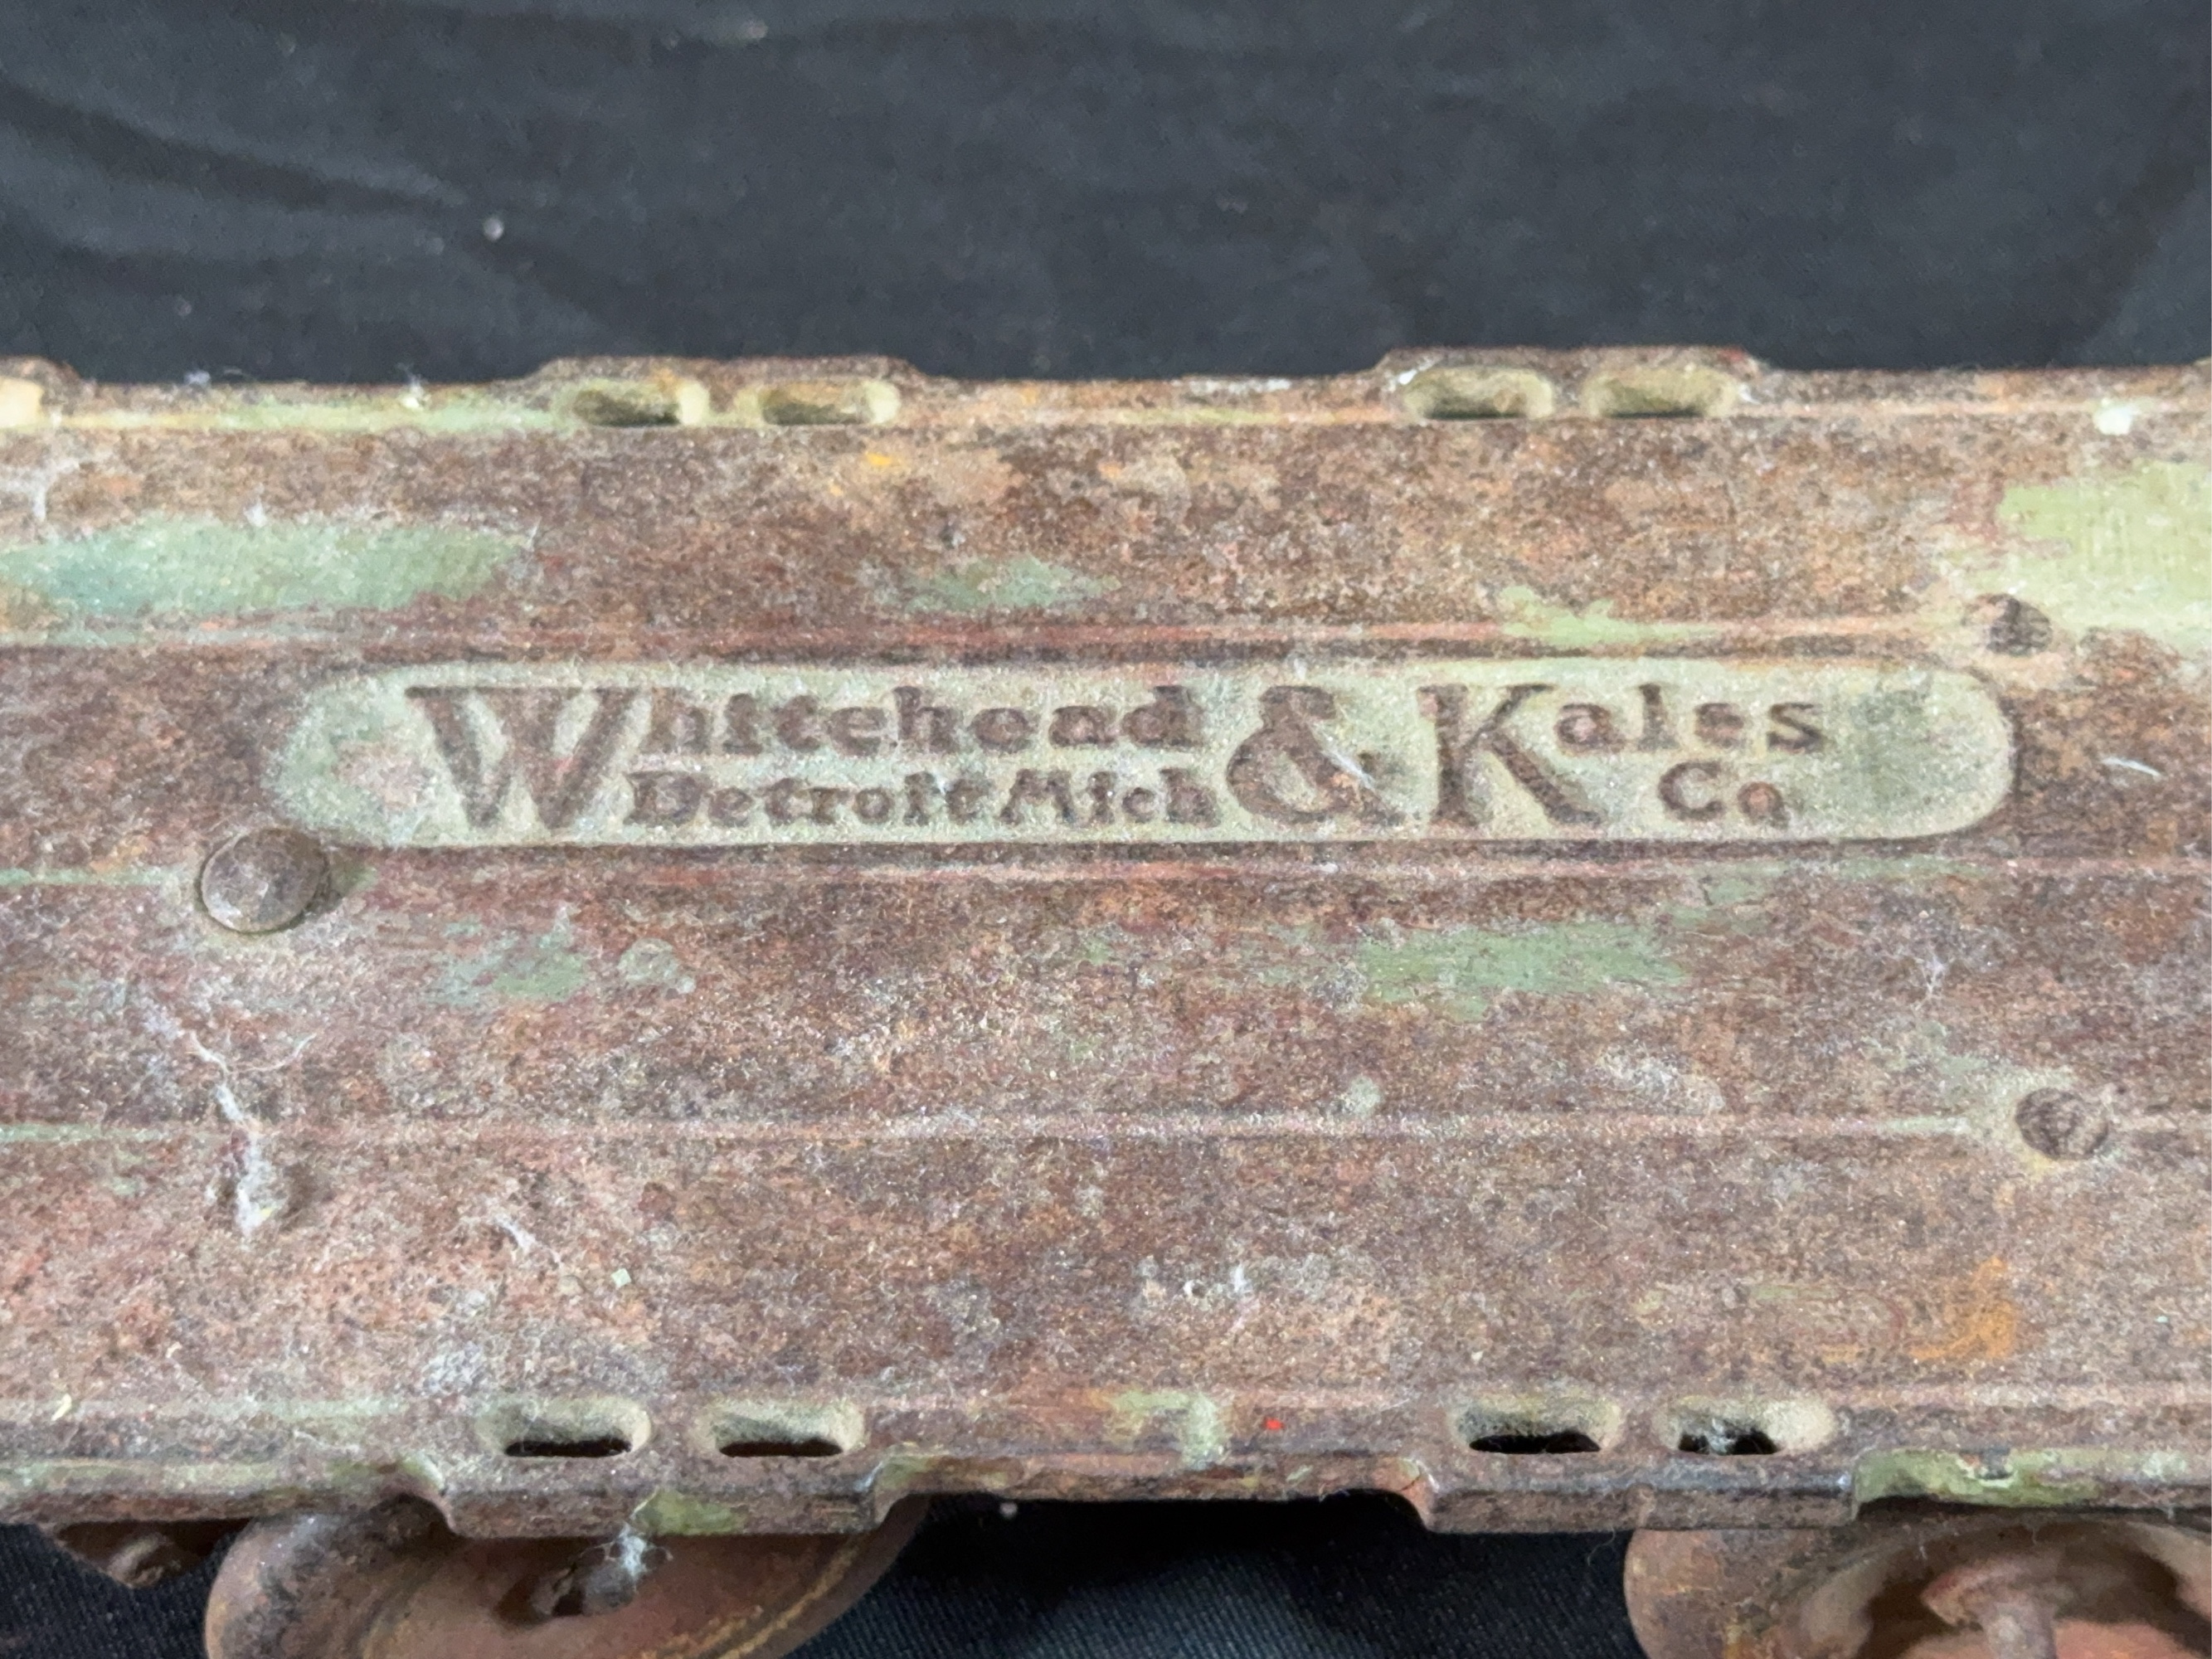 Whitehead & Kales
Detroit Mich Co